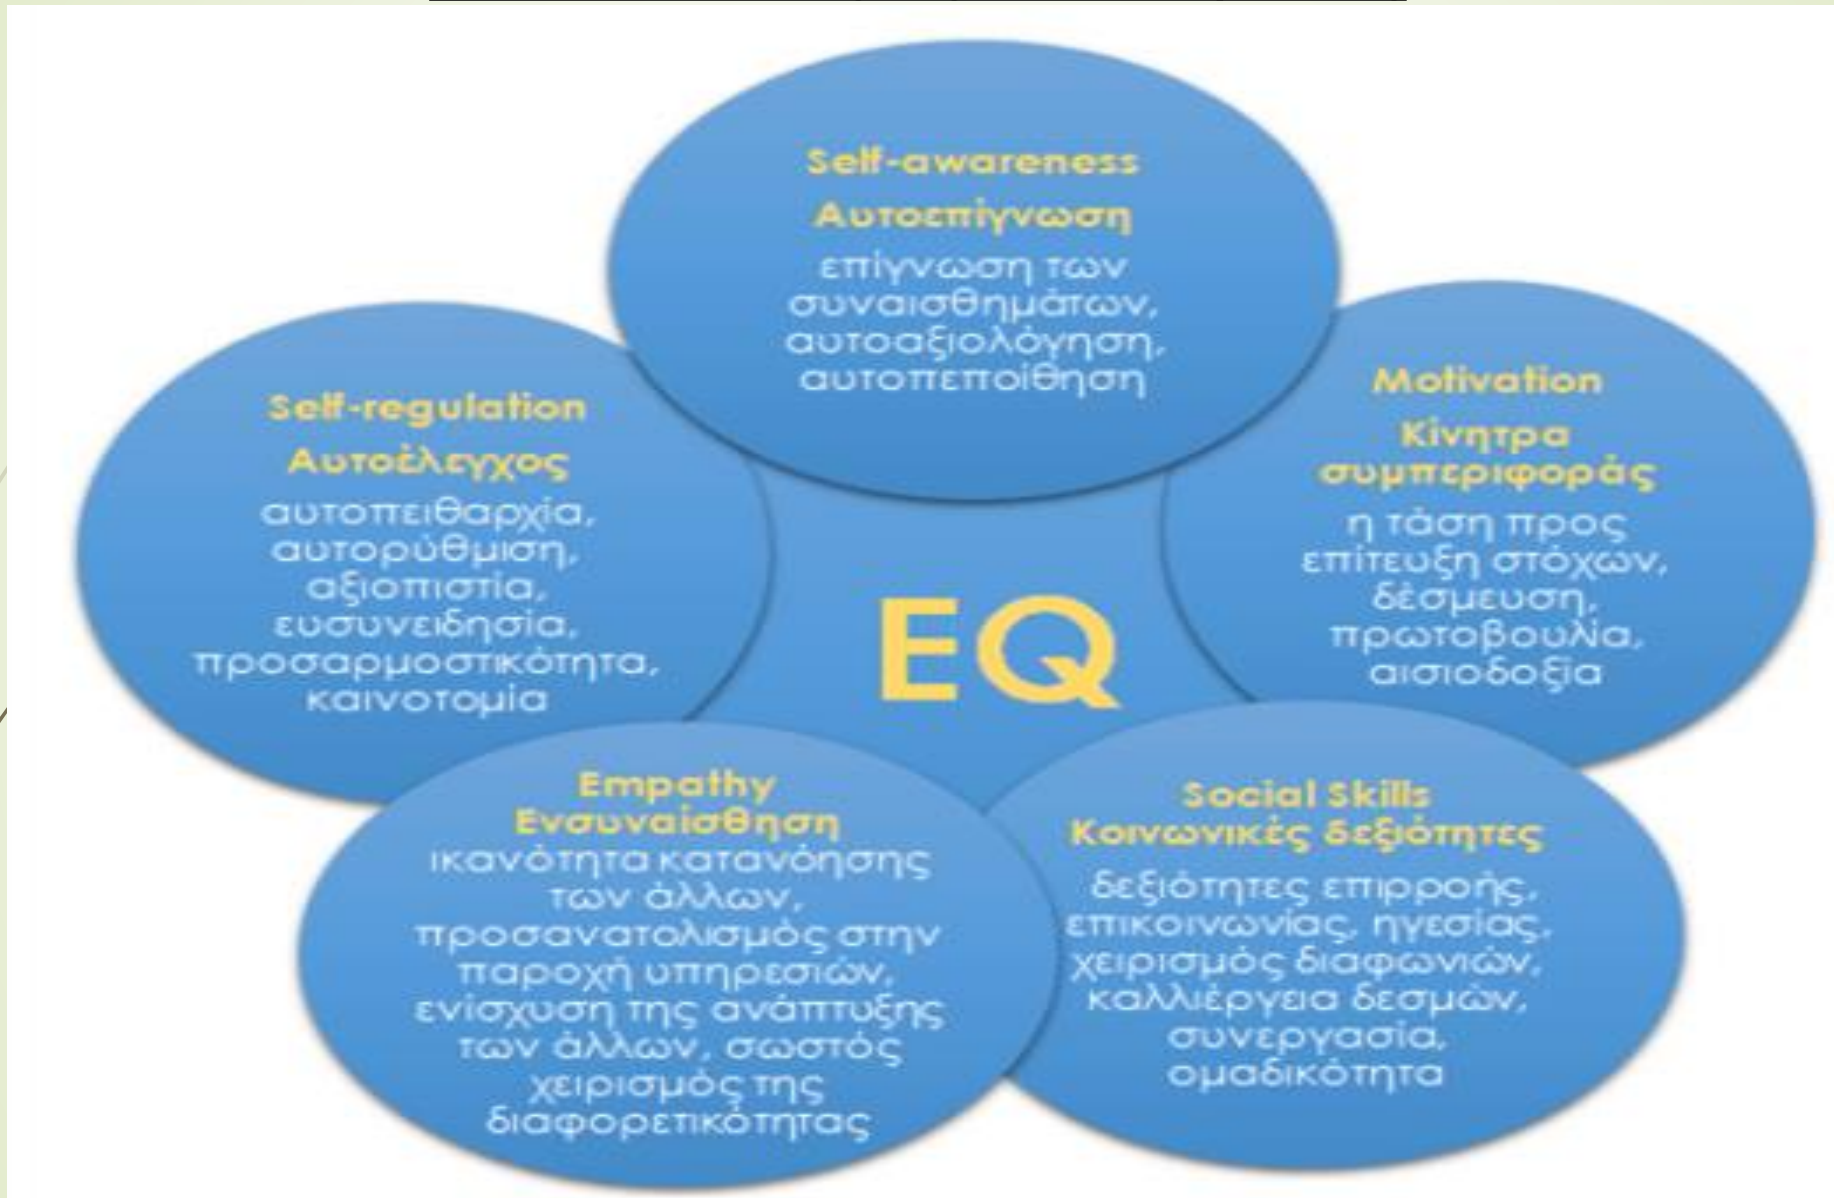 Self-awareness
Αυτοεπίγνωση
επίγνωση των
συναισθημάτων,
αυτοαξιολόγηση,
αυτοπεποίθηση
Self-regulation
Αυτοέλεγχος
αυτοπειθαρχία,
αυτορύθμιση,
αξιοπιστία,
ευσυνειδησία,
προσαρμοστικότητα,
καινοτομία
Motivation
Κίνητρα
συμπεριφοράς
η τάση προς
επίτευξη στόχων,
δέσμευση,
πρωτοβουλία,
αισιοδοξία
EQ
Empathy
Ενσυναίσθηση
ικανότητα κατανόησης
των άλλων,
προσανατολισμός στην
παροχή υπηρεσιών,
ενίσχυση της ανάπτυξης
των άλλων, σωστός
χειρισμός της
διαφορετικότητας
Social Skills
Κοινωνικές δεξιότητες
δεξιότητες επιρροής,
επικοινωνίας, ηγεσίας,
χειρισμός διαφωνιών,
καλλιέργεια δεσμών,
συνεργασία,
ομαδικότητα